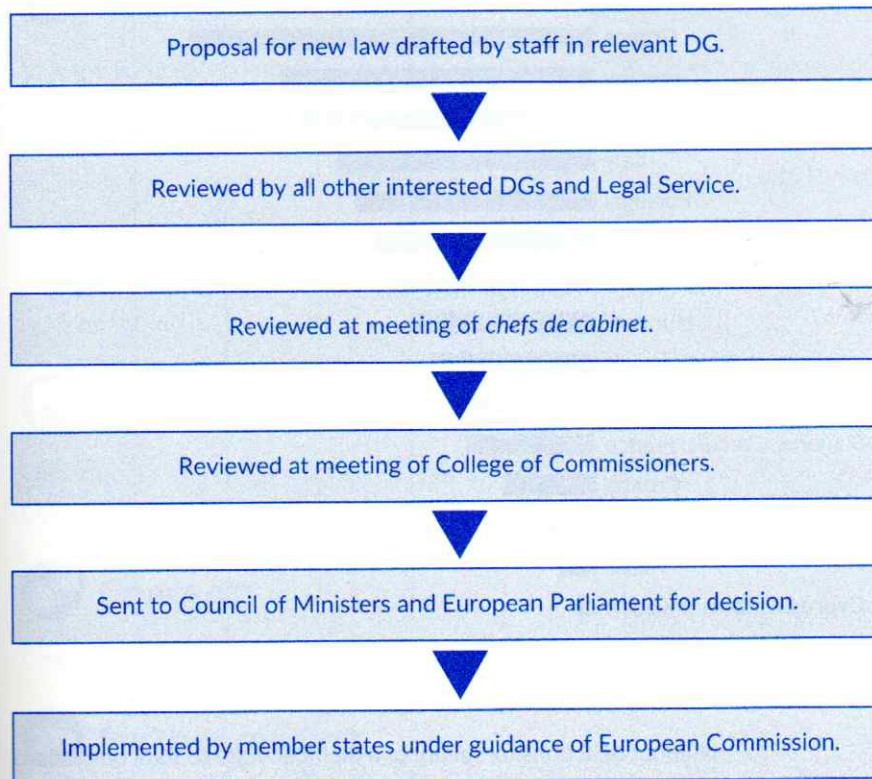 Proposal for new law drafted by staff in relevant DG.
Reviewed by all other interested DGs and Legal Service.
Reviewed at meeting of chefs de cabinet.
Reviewed at meeting of College of Commissioners.
Sent to Council of Ministers and European Parliament for decision.
Implemented by member states under guidance of European Commission.